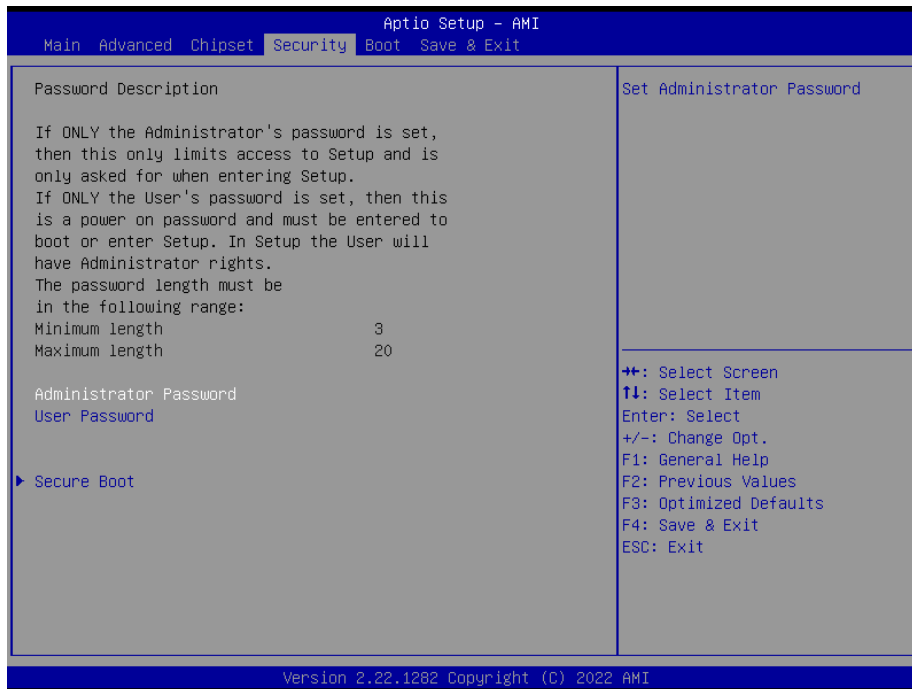 Aptio Setup - AMI
Main Advanced Chipset Security Boot Save & Exit
Password Description
If ONLY the Administrator's password is set,
then this only limits access to Setup and is
only asked for when entering Setup.
If ONLY the User's password is set, then this
is a power on password and must be entered to
boot or enter Setup. In Setup the User will
have Administrator rights.
The password length must be
in the following range:
Minimum length 3
Maximum length 20
Administrator Password
User Password
Secure Boot
Set Administrator Password
→←: Select Screen
↑↓: Select Item
Enter: Select
+/-: Change Opt.
F1: General Help
F2: Previous Values
F3: Optimized Defaults
F4: Save & Exit
ESC: Exit
Version 2.22.1282 Copyright (C) 2022 AMI